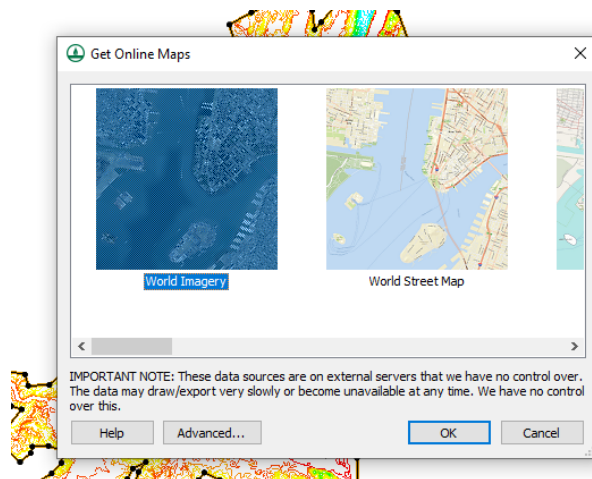 Get Online Maps
World Imagery
World Street Map
IMPORTANT NOTE: These data sources are on external servers that we have no control over.
The data may draw/export very slowly or become unavailable at any time. We have no control
over this.
Help
Advanced...
OK
Cancel